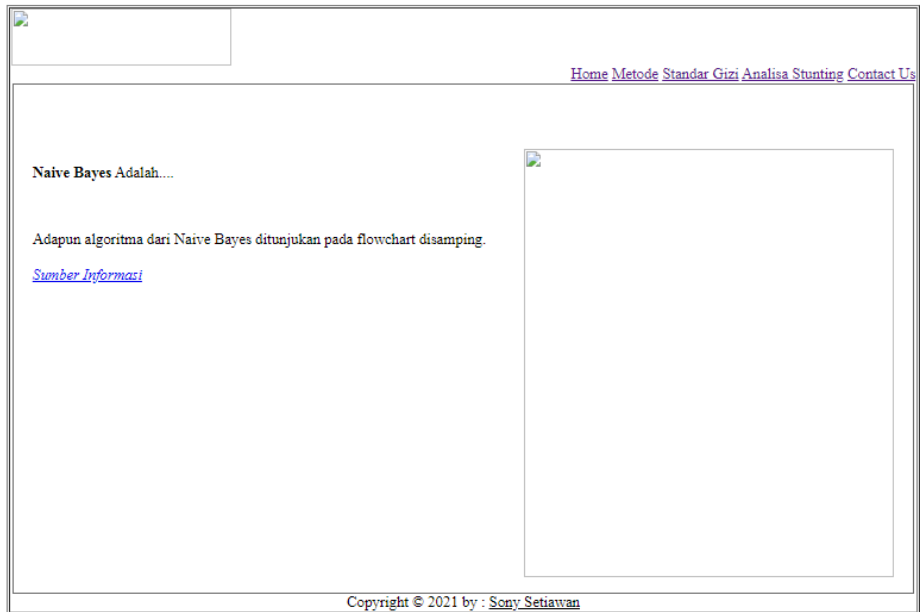 Home Metode Standar Gizi Analisa Stunting Contact Us
Naive Bayes Adalah....
Adapun algoritma dari Naive Bayes ditunjukan pada flowchart disamping.
Sumber Informasi
Copyright © 2021 by : Sony Setiawan